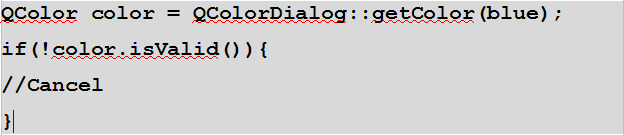 QColor color = QColorDialog::getColor(blue);
if(!color.isValid()){
//Cancel
}